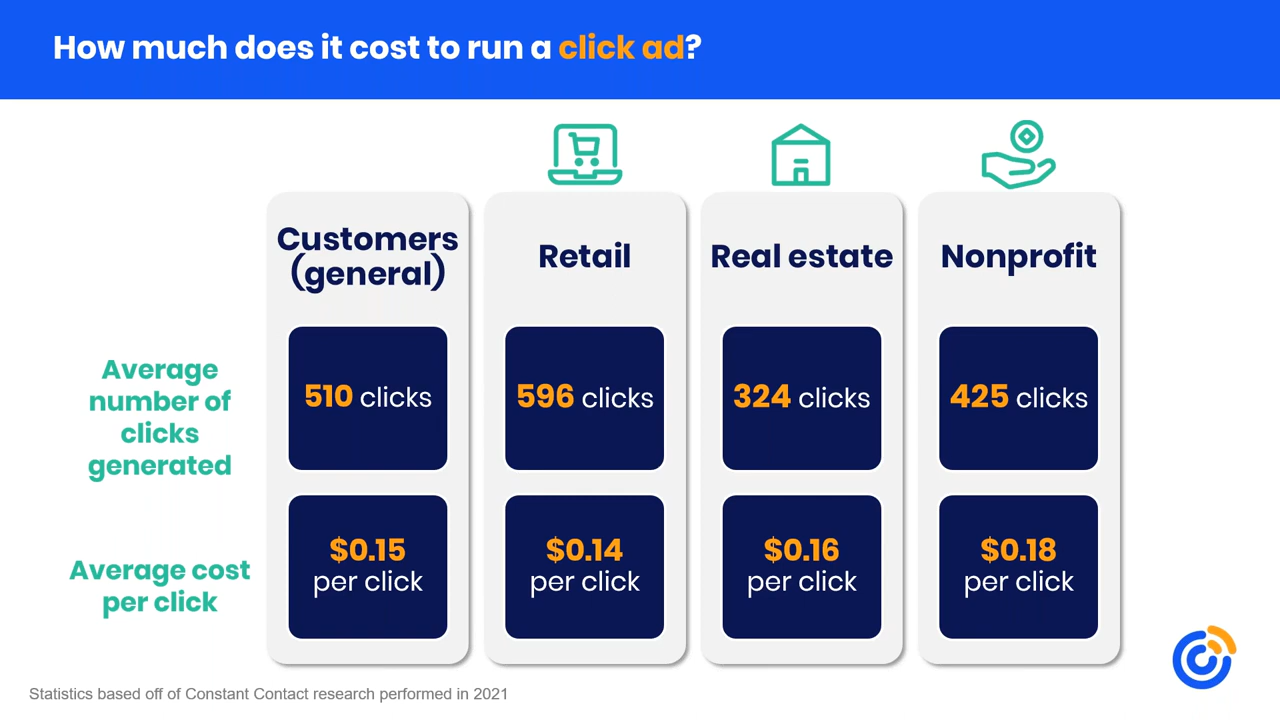 How much does it cost to run a click ad?
Customers
(general)
Retail
Real estate
Nonprofit
Average
number of
clicks
generated
510 clicks
596 clicks
324 clicks
425 clicks
Average cost
per click
$0.15
per click
$0.14
per click
$0.16
per click
$0.18
per click
Statistics based off of Constant Contact research performed in 2021